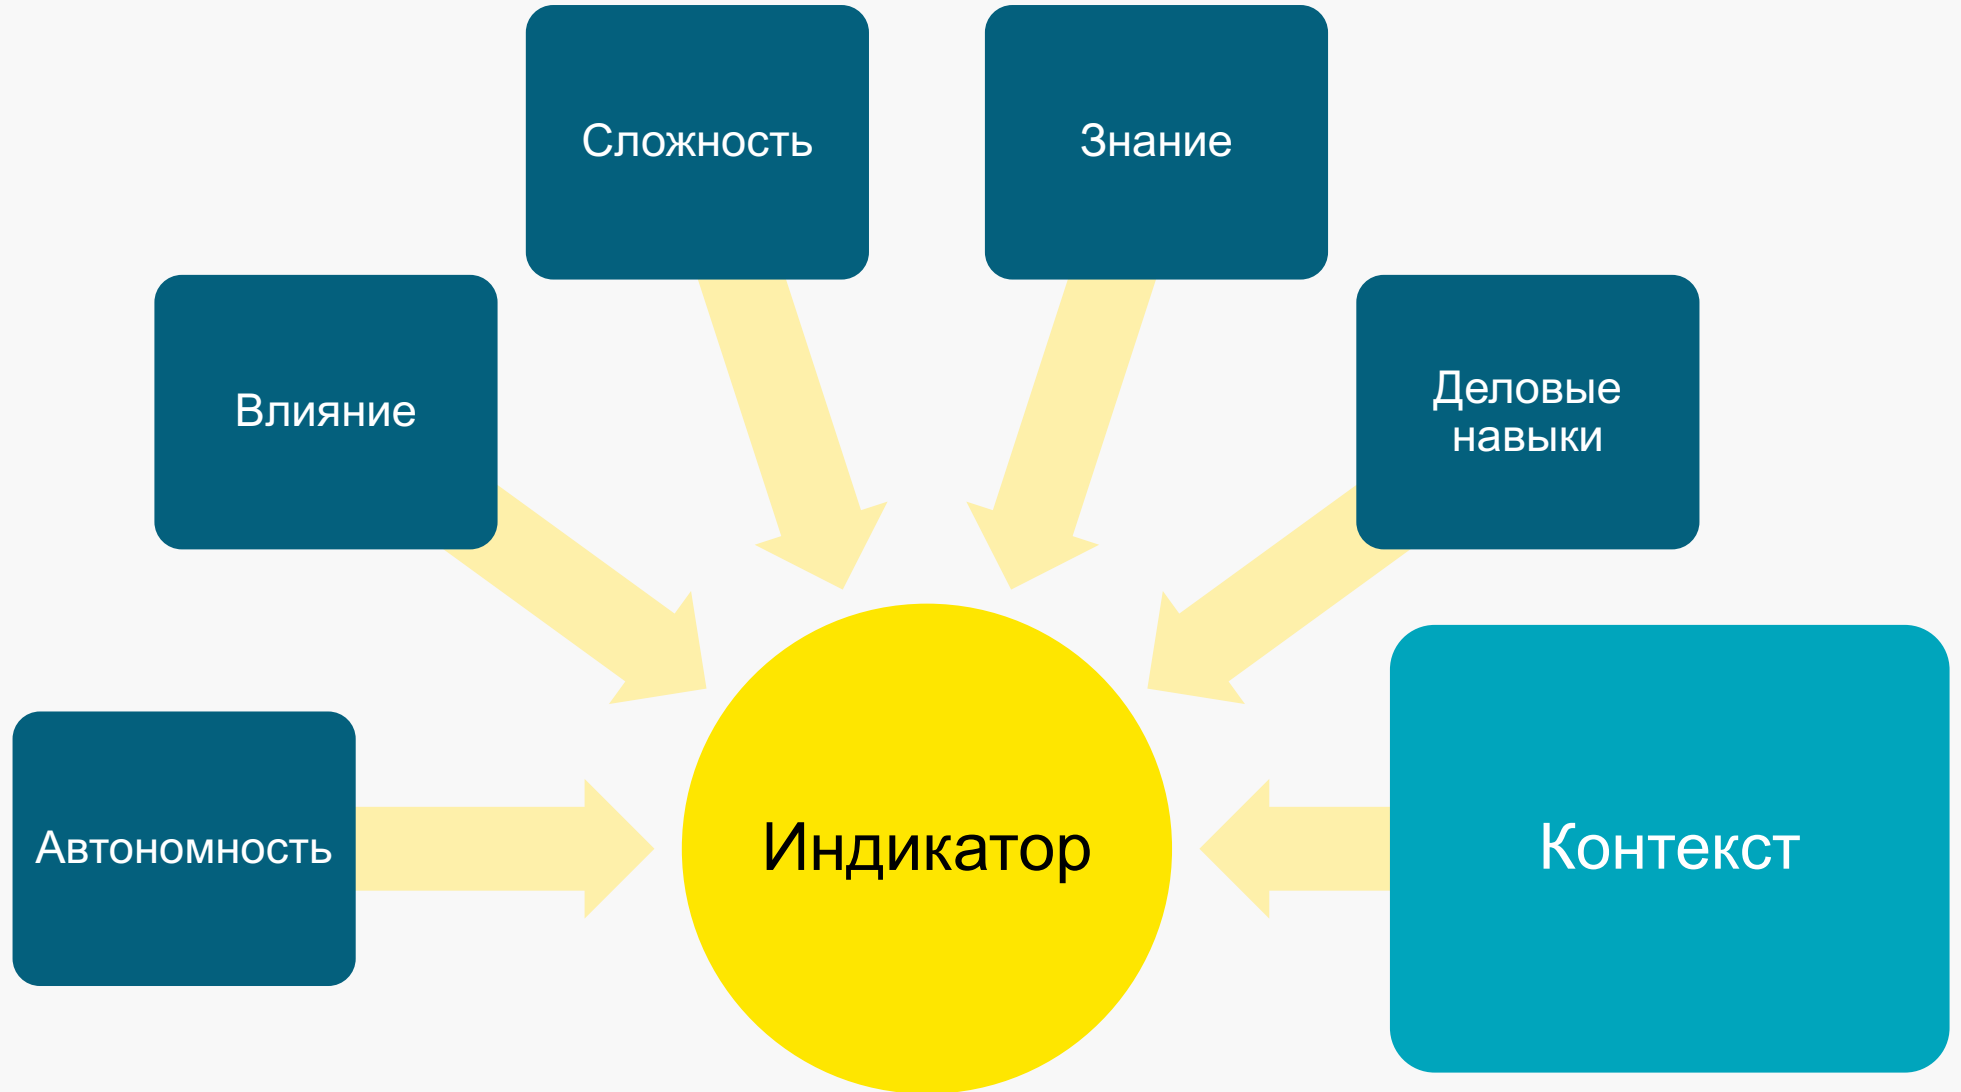 Сложность
Знание
Влияние
Деловые
навыки
Автономность
Индикатор
Контекст